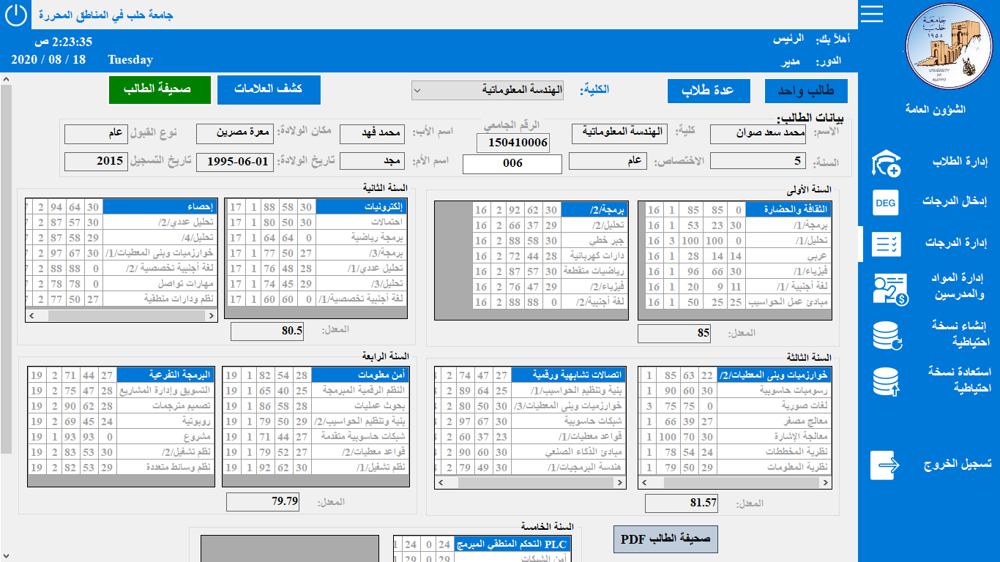 جامعة حلب في المناطق المحررة
جامعة حلب
١٩٥٨
UNIVERSITY OF ALEPPO
أهلاً بك: الرئيس
2:23:35 ص
الدور: مدير
Tuesday 2020 / 08 / 18
الشؤون العامة
إدارة الطلاب
DEG
إدخال الدرجات
إدارة الدرجات
إدارة المواد والمدرسين
إنشاء نسخة احتياطية
استعادة نسخة احتياطية
تسجيل الخروج
طالب واحد
عدة طلاب
الكلية: الهندسة المعلوماتية
كشف العلامات
صحيفة الطالب
بيانات الطالب:
الاسم: محمد سعد صوان
كلية: الهندسة المعلوماتية
الرقم الجامعي 150410006
اسم الأب: محمد فهد
مكان الولادة: معرة مصرين
نوع القبول عام
السنة: 5
الاختصاص: عام
006
اسم الأم: مجد
تاريخ الولادة: 1995-06-01
تاريخ التسجيل 2015
السنة الأولى
الثقافة والحضارة 0 85 85 1 16
برمجة/1/ 30 23 53 1 16
تحليل/1/ 0 100 100 3 16
عربي 14 14 28 1 16
فيزياء/1/ 30 66 96 1 16
لغة أجنبية /1/ 11 9 20 1 16
مبادئ عمل الحواسيب 25 25 50 1 16
برمجة/2/ 30 62 92 2 16
تحليل/2/ 29 37 66 2 16
جبر خطي 30 58 88 2 16
دارات كهربائية 28 44 72 2 16
رياضيات متقطعة 30 57 87 2 16
فيزياء/2/ 29 47 76 2 16
لغة أجنبية/2/ 0 88 88 2 16
المعدل: 85
السنة الثانية
إلكترونيات 30 58 88 1 17
احتمالات 30 50 80 1 17
برمجة رياضية 0 64 64 1 17
برمجة/3/ 27 50 77 1 17
تحليل عددي/1/ 28 48 76 1 17
تحليل/3/ 29 45 74 1 17
لغة أجنبية تخصصية/1/ 0 60 60 1 17
إحصاء 30 64 94 2
تحليل عددي/2/ 30 57 87 2
تحليل/4/ 29 58 87 2
خوارزميات وبنى المعطيات/1/ 30 67 97 2
لغة أجنبية تخصصية /2/ 0 88 88 2
مهارات تواصل 0 78 78 2
نظم ودارات منطقية 27 50 77 2
المعدل: 80.5
السنة الثالثة
خوارزميات وبنى المعطيات/2/ 22 63 85 1
رسوميات حاسوبية 30 60 90 1
لغات صورية 0 75 75 3
معالج مصغر 27 39 66 1
معالجة الإشارة 30 70 100 1
نظرية المخططات 24 54 78 1
نظرية المعلومات 29 50 79 1
اتصالات تشابهية ورقمية 27 47 74 2
بنية وتنظيم الحواسيب/1/ 25 64 89 2
خوارزميات وبنى المعطيات/3/ 30 50 80 2
شبكات حاسوبية 30 67 97 2
قواعد معطيات/1/ 23 37 60 2
مبادئ الذكاء الصنعي 30 60 90 2
هندسة البرمجيات/1/ 30 49 79 2
المعدل: 81.57
السنة الرابعة
أمن معلومات 28 54 82 1 19
النظم الرقمية المبرمجة 25 40 65 1 19
بحوث عمليات 28 58 86 1 19
بنية وتنظيم الحواسيب/2/ 29 50 79 1 19
شبكات حاسوبية متقدمة 27 44 71 1 19
قواعد معطيات/2/ 27 52 79 1 19
نظم تشغيل/1/ 30 62 92 1 19
البرمجة التفرعية 27 44 71 2 19
التسويق وإدارة المشاريع 28 47 75 2 19
تصميم مترجمات 28 62 90 2 19
روبوتية 24 45 69 2 19
مشروع 0 93 93 1 19
نظم تشغيل/2/ 30 53 83 2 19
نظم وسائط متعددة 29 53 82 2 19
المعدل: 79.79
صحيفة الطالب PDF
السنة الخامسة
PLC التحكم المنطقي المبرمج 24 0 24 1
أمن الشبكات 29 0 29 1